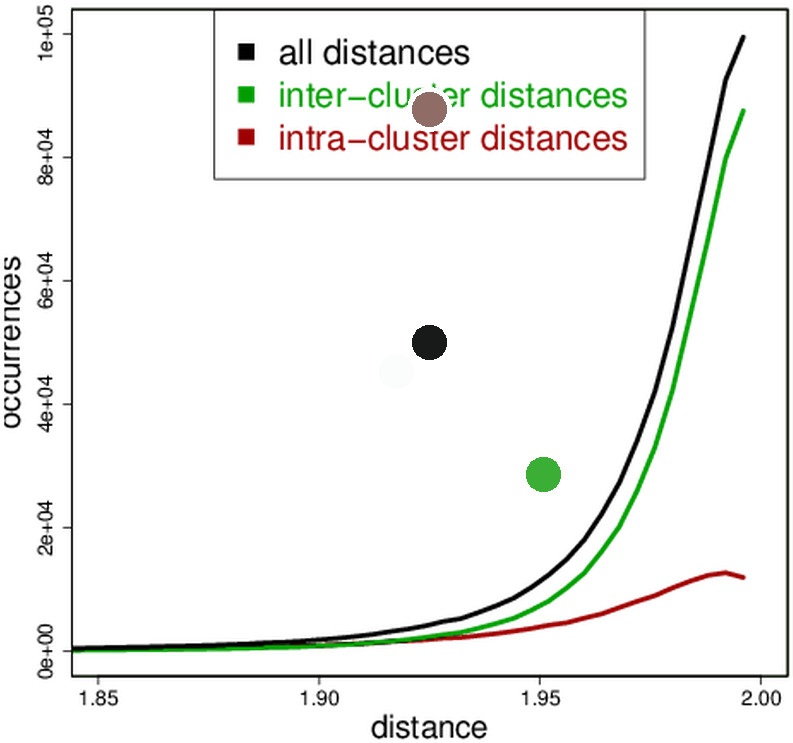 all distances
inter−cluster distances
intra−cluster distances
occurrences
1e+05
8e+04
6e+04
4e+04
2e+04
0e+00
1.85
1.90
1.95
2.00
distance